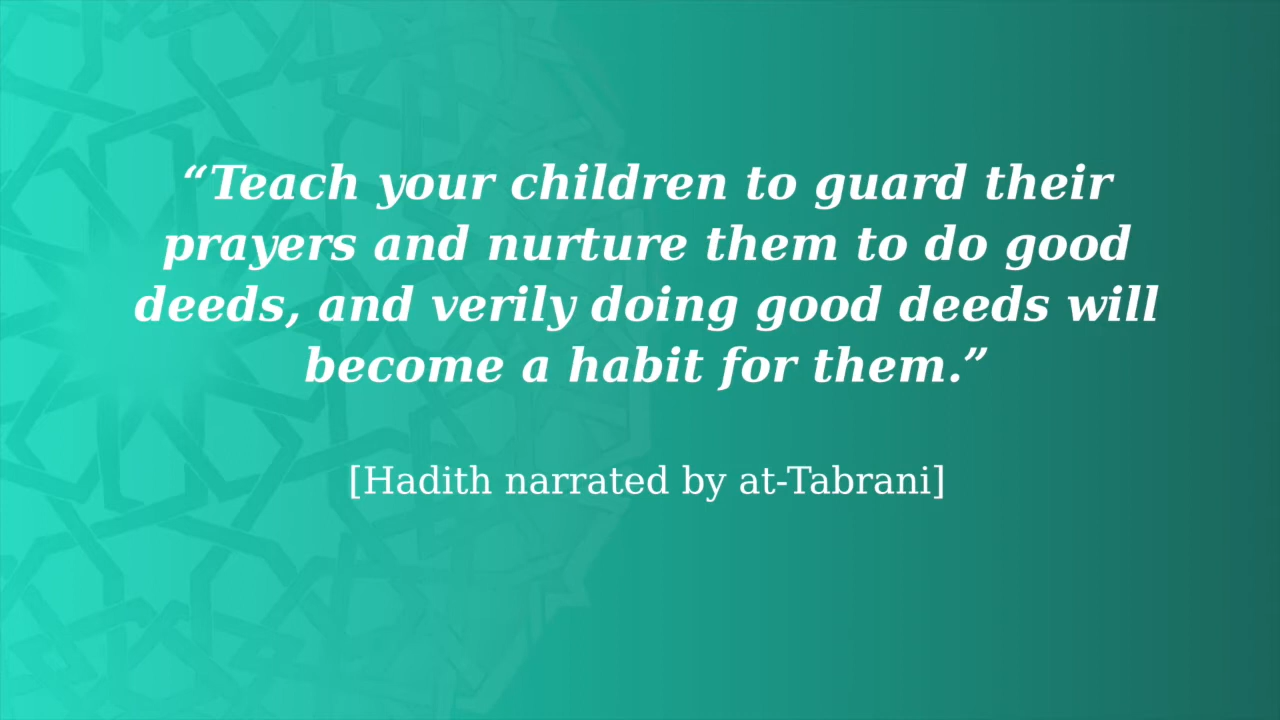 “Teach your children to guard their
prayers and nurture them to do good
deeds, and verily doing good deeds will
become a habit for them.”
[Hadith narrated by at-Tabrani]